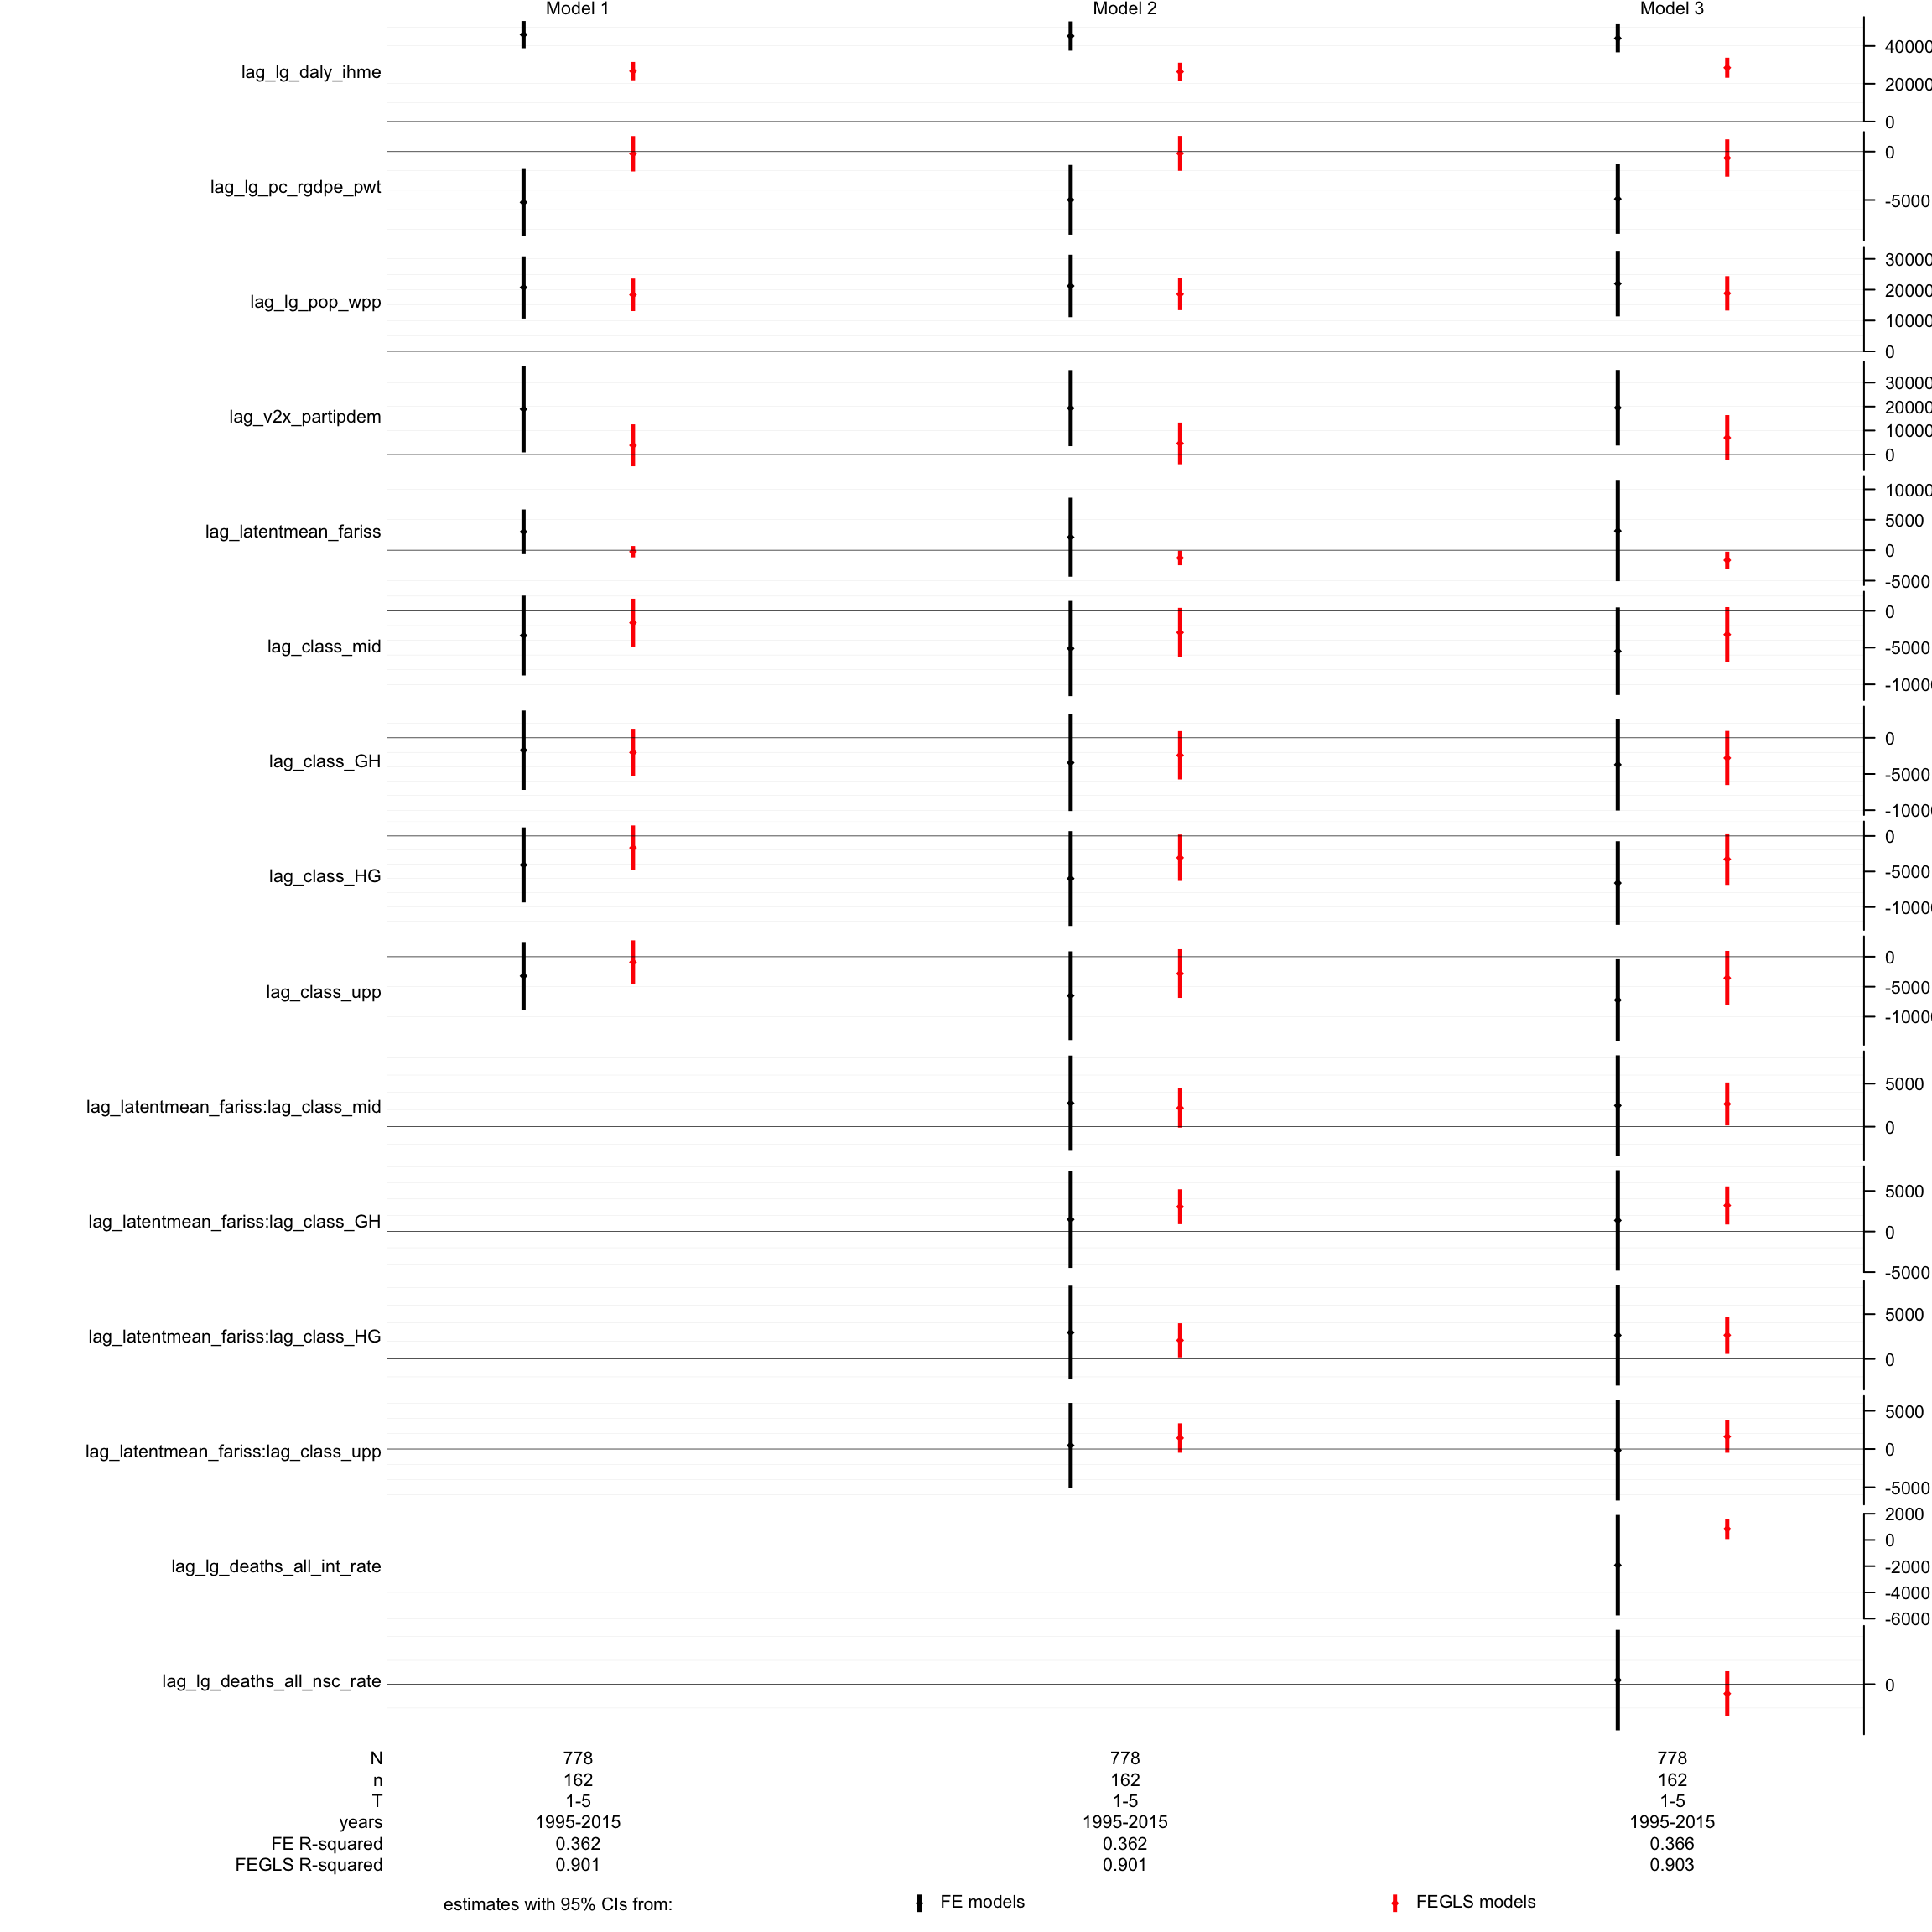 Model 1 Model 2 Model 3
lag_lg_daly_ihme
40000
20000
0
lag_lg_pc_rgdpe_pwt
0
-5000
lag_lg_pop_wpp
30000
20000
10000
0
lag_v2x_partipdem
30000
20000
10000
0
lag_latentmean_fariss
10000
5000
0
-5000
lag_class_mid
0
-5000
-1000
lag_class_GH
0
-5000
-1000
lag_class_HG
0
-5000
-1000
lag_class_upp
0
-5000
-1000
lag_latentmean_fariss:lag_class_mid
5000
0
lag_latentmean_fariss:lag_class_GH
5000
0
-5000
lag_latentmean_fariss:lag_class_HG
5000
0
lag_latentmean_fariss:lag_class_upp
5000
0
-5000
lag_lg_deaths_all_int_rate
2000
0
-2000
-4000
-6000
lag_lg_deaths_all_nsc_rate
0
N 778 778 778
n 162 162 162
T 1-5 1-5 1-5
years 1995-2015 1995-2015 1995-2015
FE R-squared 0.362 0.362 0.366
FEGLS R-squared 0.901 0.901 0.903
estimates with 95% CIs from: FE models FEGLS models